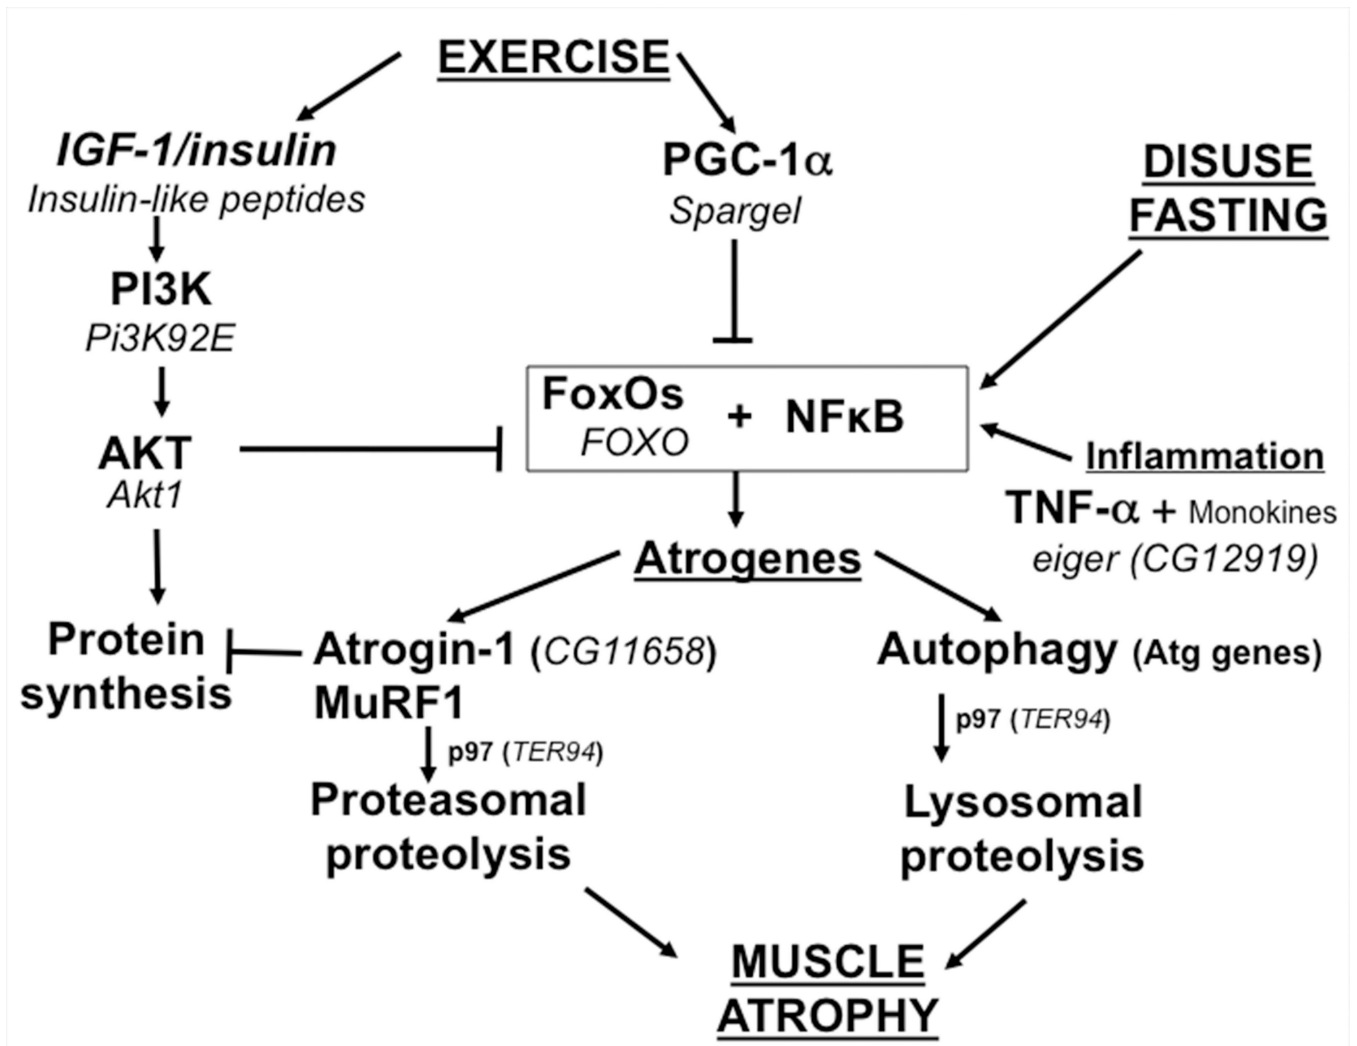 EXERCISE
IGF-1/insulin
Insulin-like peptides
PGC-1α
Spargel
DISUSE
FASTING
PI3K
Pi3K92E
FoxOs
FOXO
+ NFκB
AKT
Akt1
Inflammation
TNF-α + Monokines
eiger (CG12919)
Atrogenes
Protein
synthesis
Atrogin-1 (CG11658)
MuRF1
Autophagy (Atg genes)
p97 (TER94)
p97 (TER94)
Proteasomal
proteolysis
Lysosomal
proteolysis
MUSCLE
ATROPHY